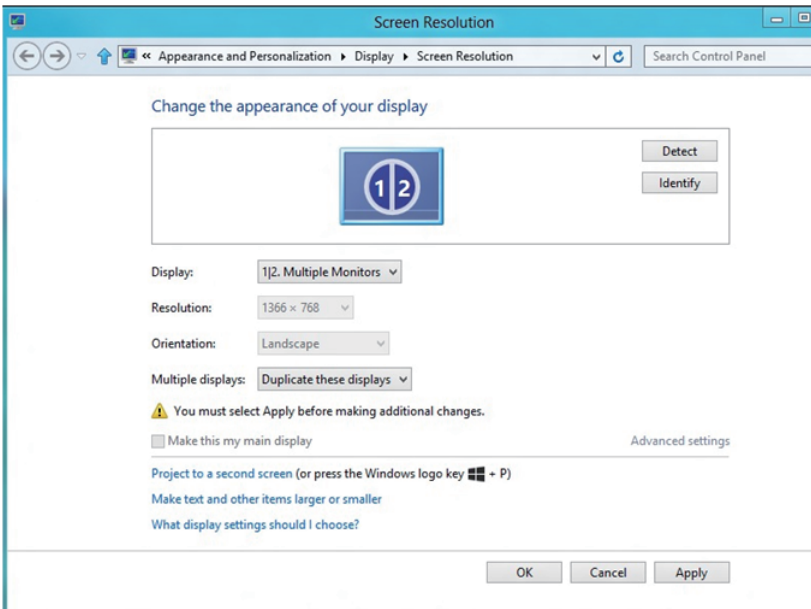 Screen Resolution
« Appearance and Personalization Display Screen Resolution Search Control Panel
Change the appearance of your display
1 2
Detect
Identify
Display: 1|2. Multiple Monitors
Resolution: 1366 × 768
Orientation: Landscape
Multiple displays: Duplicate these displays
You must select Apply before making additional changes.
Make this my main display Advanced settings
Project to a second screen (or press the Windows logo key + P)
Make text and other items larger or smaller
What display settings should I choose?
OK Cancel Apply